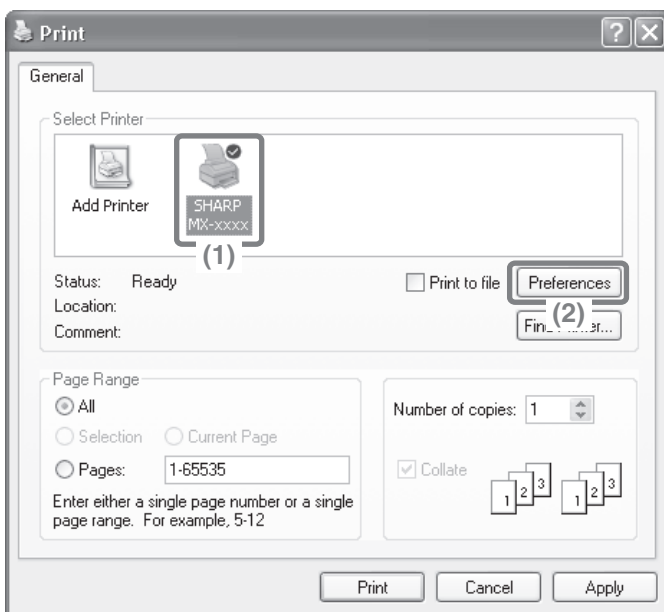 Print
General
Select Printer
Add Printer
SHARP
MX-xxxx
(1)
Status: Ready
Print to file
Preferences
Location:
(2)
Comment:
Page Range
All
Selection
Current Page
Pages: 1-65535
Enter either a single page number or a single
page range. For example, 5-12
Number of copies: 1
Collate
1 2 3
1 2 3
Print
Cancel
Apply